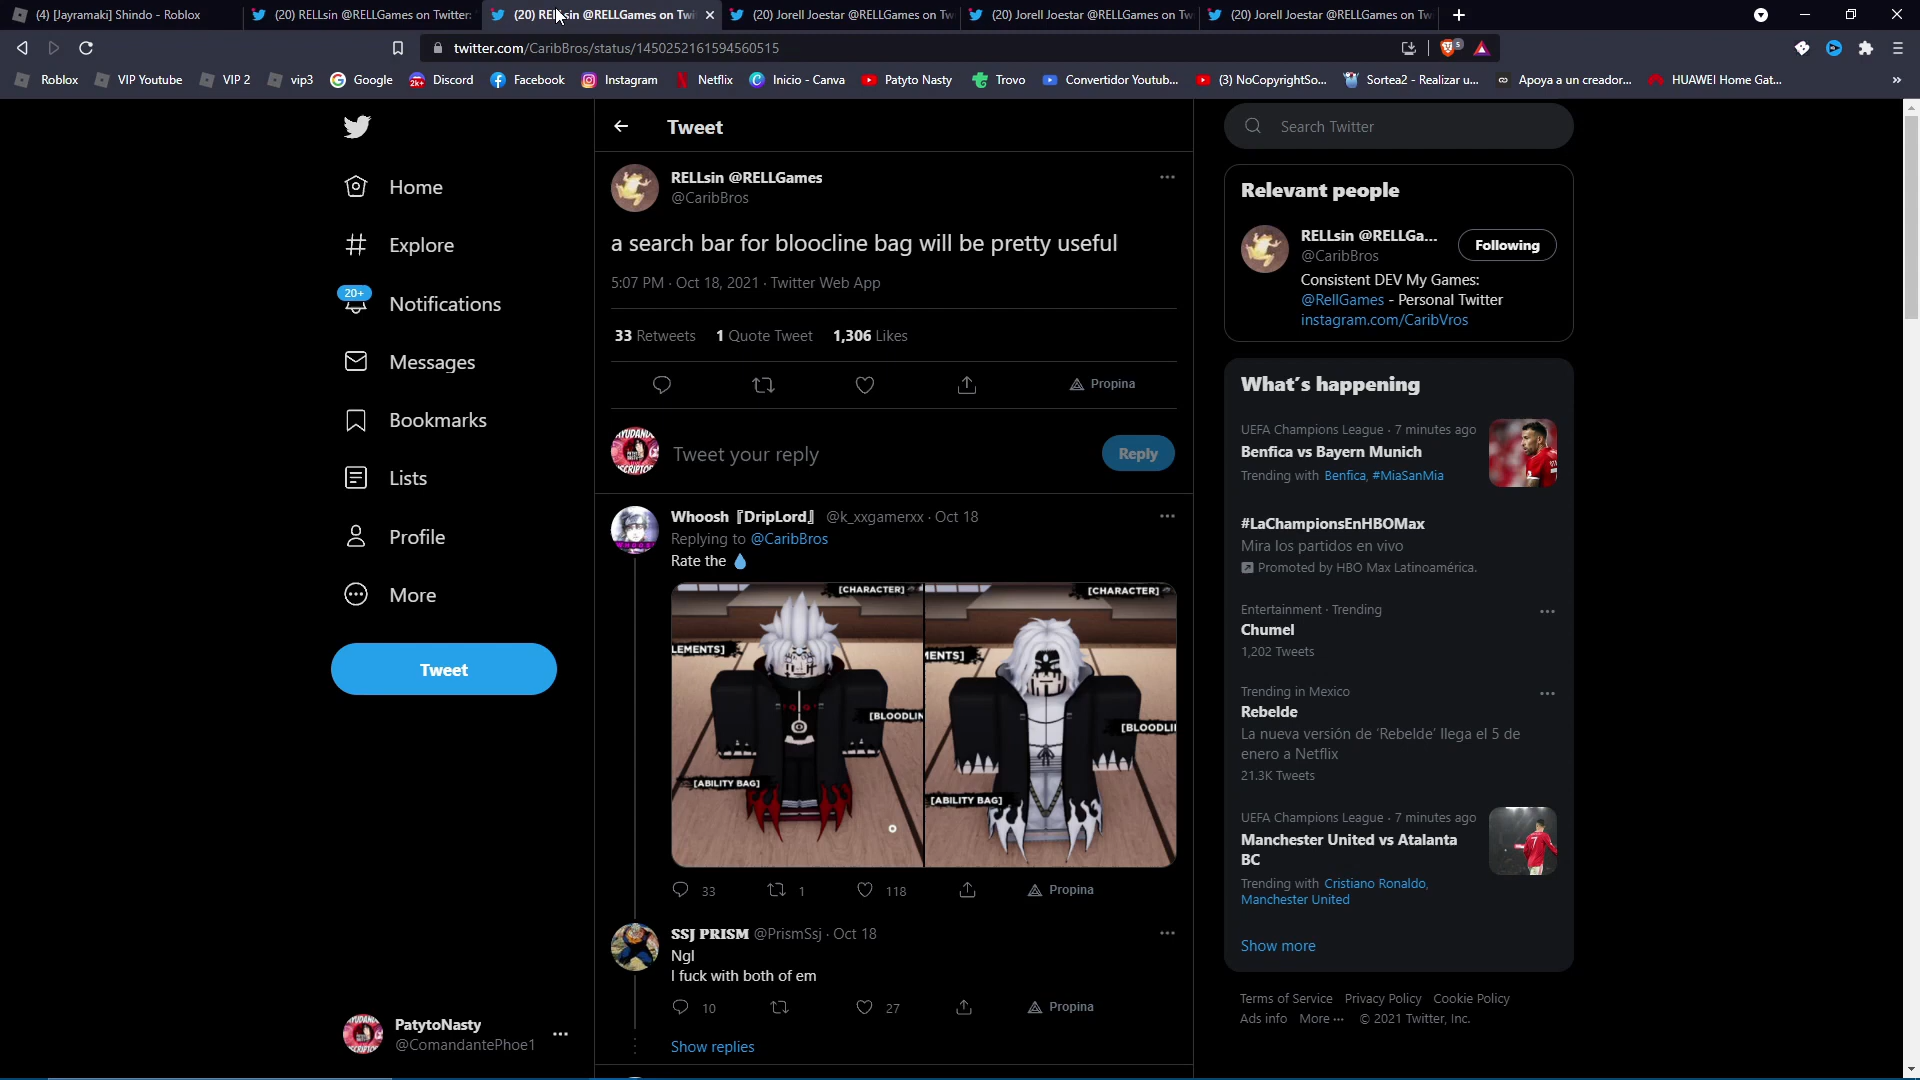 (4) [Jayramaki] Shindo - Roblox
(20) RELLsin @RELLGames on Twitter:
(20) RELLsin @RELLGames on Twi
(20) Jorell Joestar @RELLGames on Tw
(20) Jorell Joestar @RELLGames on Tw
(20) Jorell Joestar @RELLGames on Tw
twitter.com/CaribBros/status/1450252161594560515
Roblox VIP Youtube VIP 2 vip3 Google Discord Facebook Instagram Netflix Inicio - Canva Patyto Nasty Trovo Convertidor Youtub... (3) NoCopyrightSo... Sortea2 - Realizar u... Apoya a un creador... HUAWEI Home Gat... »
Home
Explore
20+
Notifications
Messages
Bookmarks
Lists
Profile
More
Tweet
PatytoNasty
@ComandantePhoe1
Tweet
RELLsin @RELLGames
@CaribBros
a search bar for bloocline bag will be pretty useful
5:07 PM · Oct 18, 2021 · Twitter Web App
33 Retweets 1 Quote Tweet 1,306 Likes
Propina
Tweet your reply
Reply
Whoosh『DripLord』 @k_xxgamerxx · Oct 18
Replying to @CaribBros
Rate the 💧
[CHARACTER]
LEMENTS]
[BLOODLIN
[ABILITY BAG]
[CHARACTER]
MENTS]
[BLOODLI
[ABILITY BAG]
33 1 118 Propina
SSJ PRISM @PrismSsj · Oct 18
Ngl
I fuck with both of em
10 27 Propina
Show replies
Search Twitter
Relevant people
RELLsin @RELLGa...
@CaribBros
Following
Consistent DEV My Games:
@RellGames - Personal Twitter
instagram.com/CaribVros
What's happening
UEFA Champions League · 7 minutes ago
Benfica vs Bayern Munich
Trending with Benfica, #MiaSanMia
#LaChampionsEnHBOMax
Mira los partidos en vivo
Promoted by HBO Max Latinoamérica.
Entertainment · Trending
Chumel
1,202 Tweets
Trending in Mexico
Rebelde
La nueva versión de 'Rebelde' llega el 5 de
enero a Netflix
21.3K Tweets
UEFA Champions League · 7 minutes ago
Manchester United vs Atalanta
BC
Trending with Cristiano Ronaldo,
Manchester United
Show more
Terms of Service Privacy Policy Cookie Policy
Ads info More ··· © 2021 Twitter, Inc.